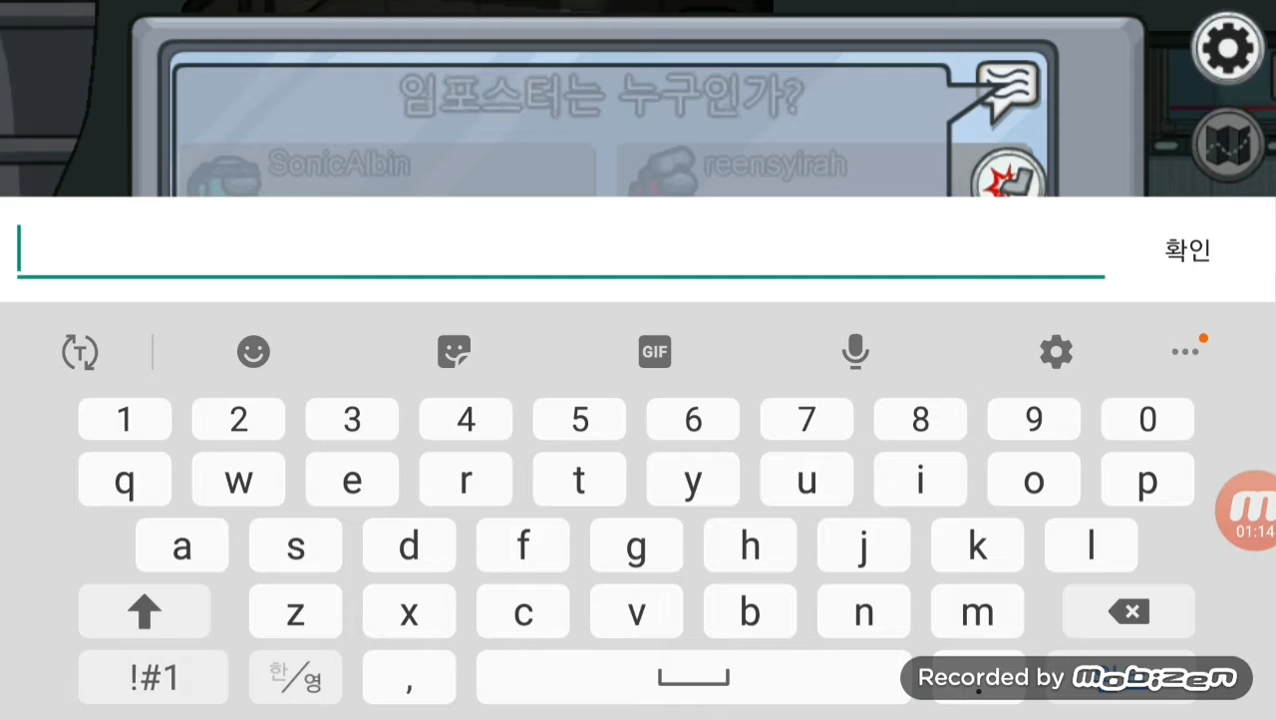 임포스터는 누구인가?
SonicAlbin
reensyirah
확인
T
GIF
1 2 3 4 5 6 7 8 9 0
q w e r t y u i o p
a s d f g h j k l
z x c v b n m
!#1 한/영 , .
01:14
Recorded by mobizen